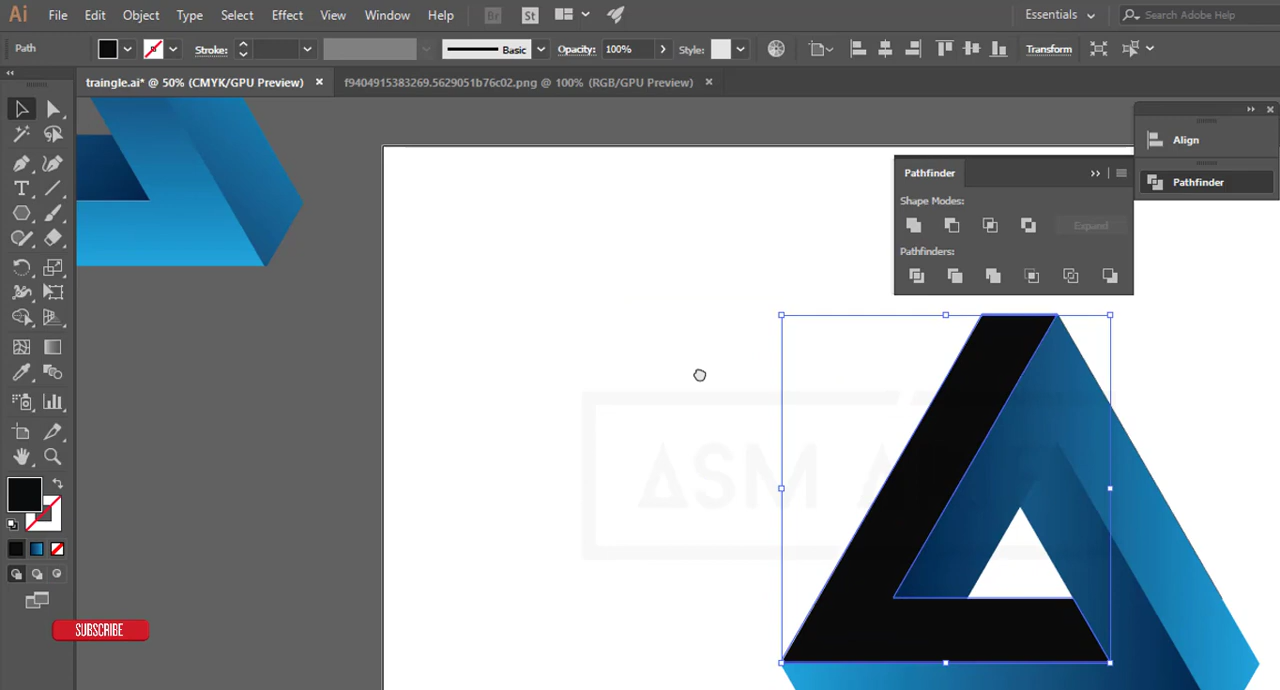 Ai File Edit Object Type Select Effect View Window Help Br St Essentials Search Adobe Help
Path Stroke: Basic Opacity: 100% Style: Transform
traingle.ai* @ 50% (CMYK/GPU Preview) × f9404915383269.5629051b76c02.png @ 100% (RGB/GPU Preview) ×
Align
Pathfinder
Pathfinder
Shape Modes:
Expand
Pathfinders:
ASM
SUBSCRIBE